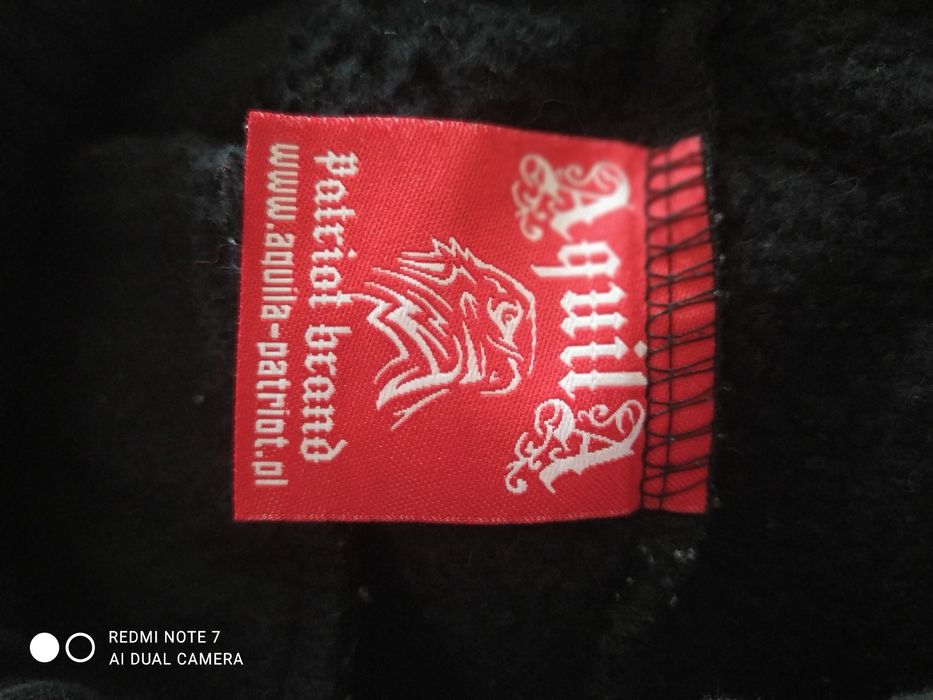 AquilA
Patriot brand
www.aquila-patriot.pl
REDMI NOTE 7
AI DUAL CAMERA